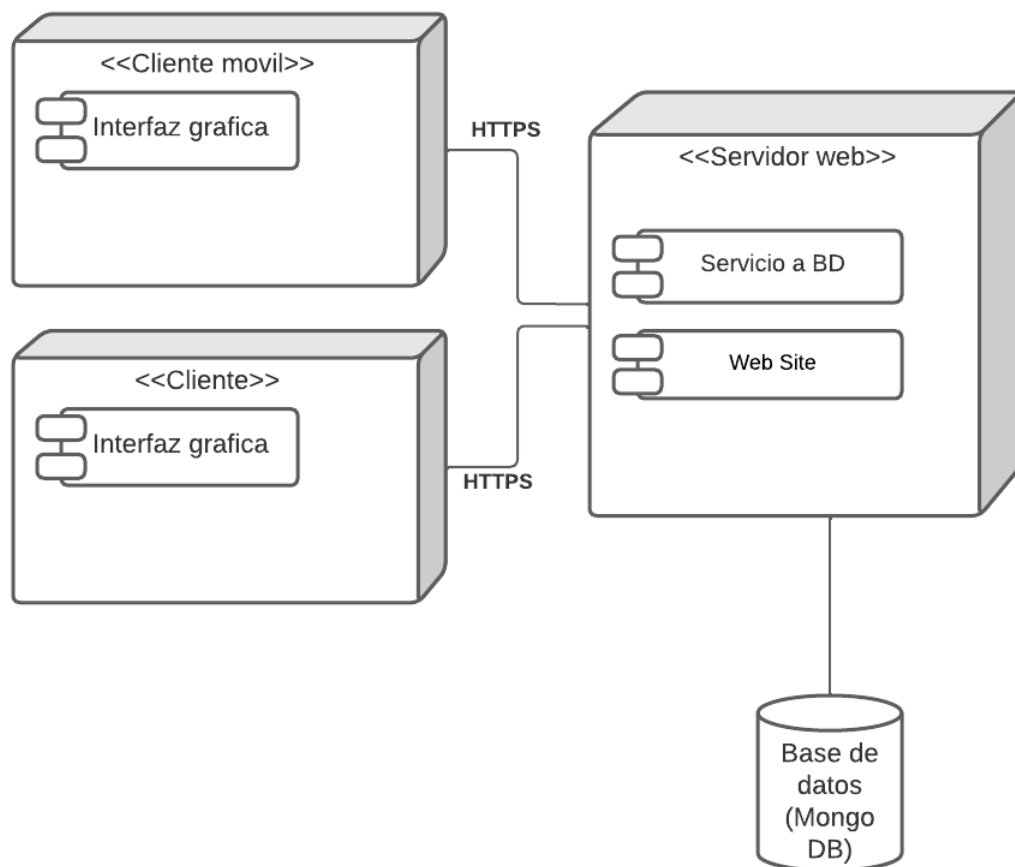 <<Cliente movil>>
Interfaz grafica
HTTPS
<<Servidor web>>
Servicio a BD
Web Site
<<Cliente>>
Interfaz grafica
HTTPS
Base de
datos
(Mongo
DB)